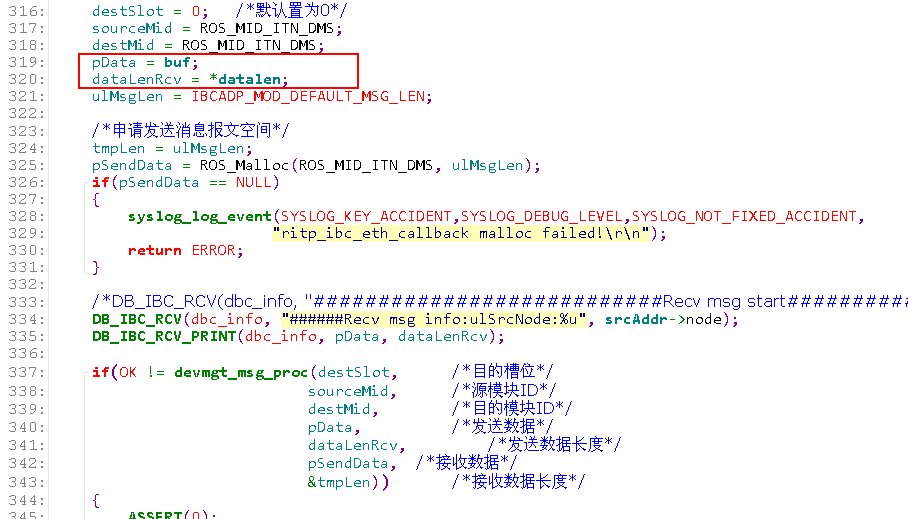 316:     destSlot = 0;   /*默认置为0*/
317:     sourceMid = ROS_MID_ITN_DMS;
318:     destMid = ROS_MID_ITN_DMS;
319:     pData = buf;
320:     dataLenRcv = *datalen;
321:     ulMsgLen = IBCADP_MOD_DEFAULT_MSG_LEN;
322:
323:     /*申请发送消息报文空间*/
324:     tmpLen = ulMsgLen;
325:     pSendData = ROS_Malloc(ROS_MID_ITN_DMS, ulMsgLen);
326:     if(pSendData == NULL)
327:     {
328:         syslog_log_event(SYSLOG_KEY_ACCIDENT,SYSLOG_DEBUG_LEVEL,SYSLOG_NOT_FIXED_ACCIDENT,
329:                         "ritp_ibc_eth_callback malloc failed!\r\n");
330:         return ERROR;
331:     }
332:
333:     /*DB_IBC_RCV(dbc_info, "###########################Recv msg start##########
334:     DB_IBC_RCV(dbc_info, "######Recv msg info:ulSrcNode:%u", srcAddr->node);
335:     DB_IBC_RCV_PRINT(dbc_info, pData, dataLenRcv);
336:
337:     if(OK != devmgt_msg_proc(destSlot,      /*目的槽位*/
338:                             sourceMid,      /*源模块ID*/
339:                             destMid,        /*目的模块ID*/
340:                             pData,          /*发送数据*/
341:                             dataLenRcv,         /*发送数据长度*/
342:                             pSendData,  /*接收数据*/
343:                             &tmpLen))       /*接收数据长度*/
344:     {
345:         ASSERT(0);